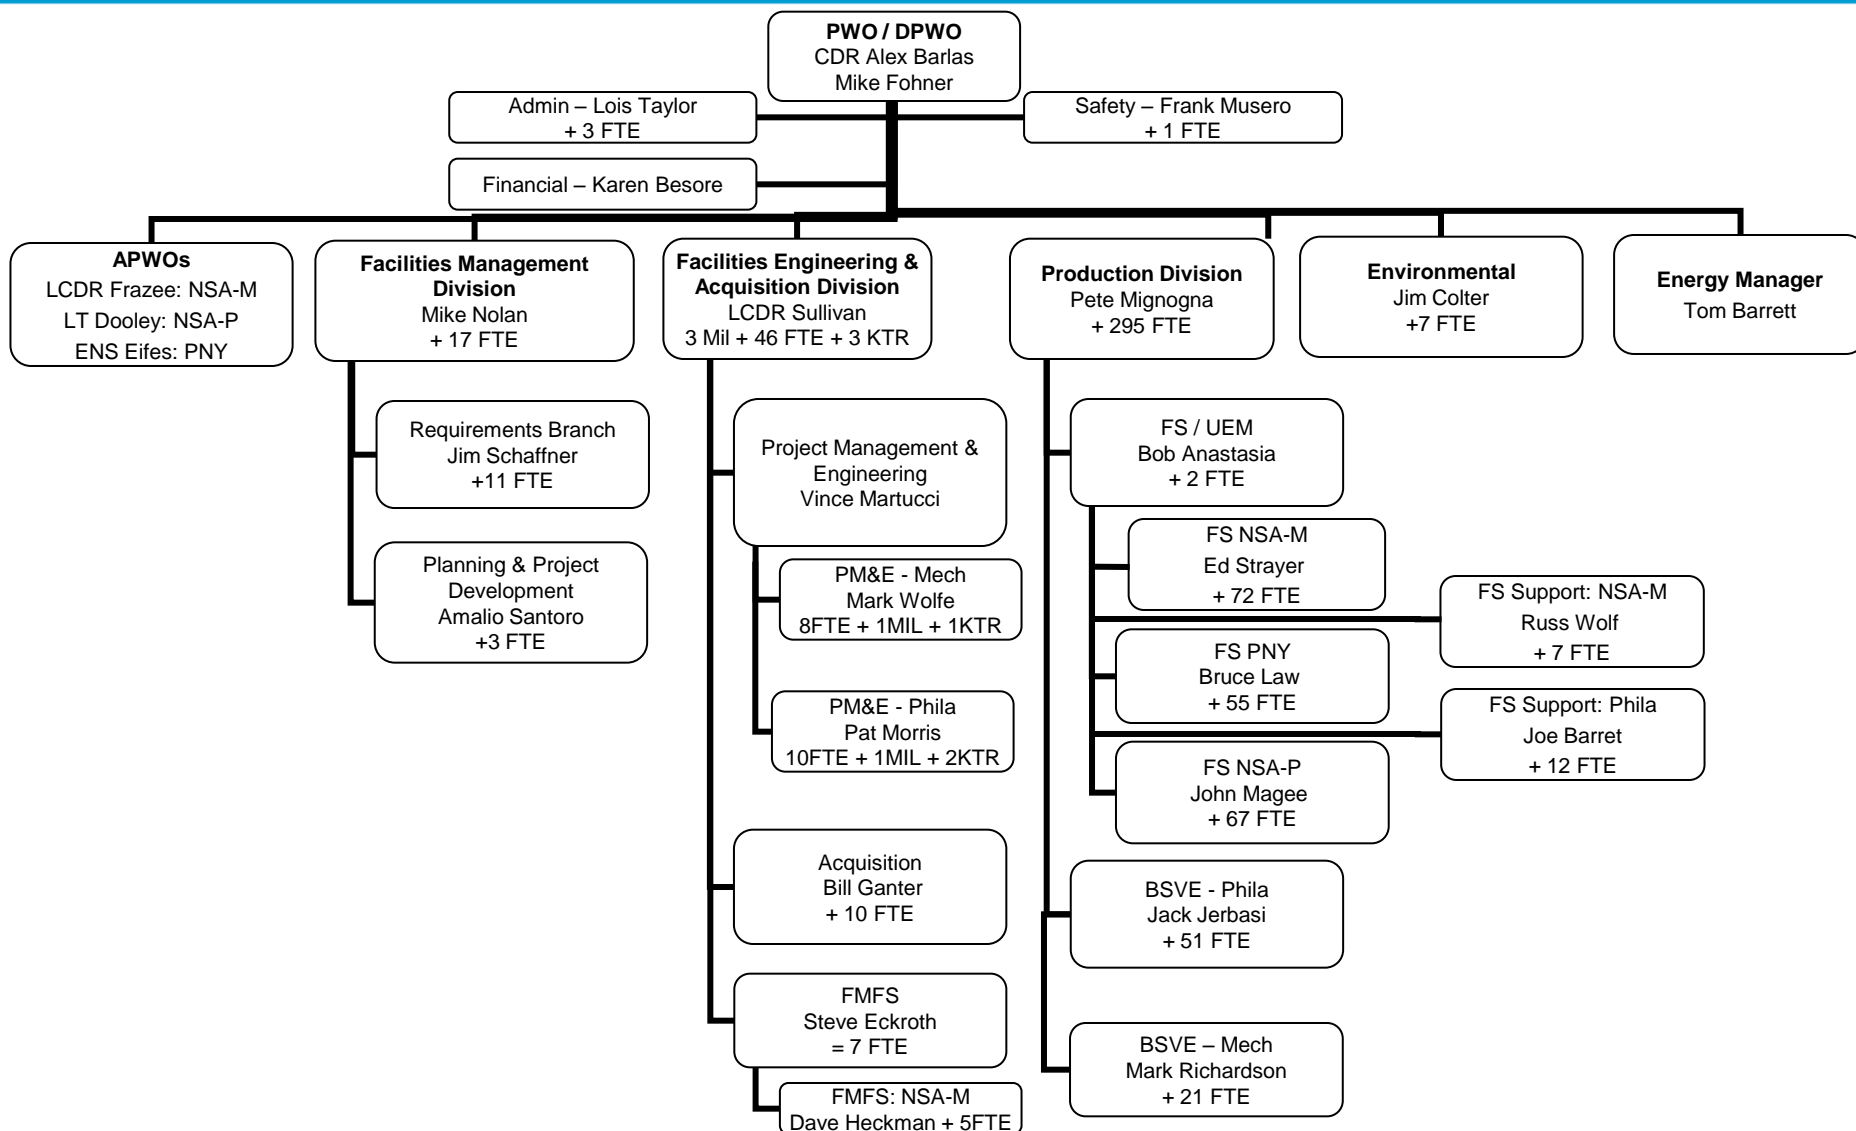 PWO / DPWO
CDR Alex Barlas
Mike Fohner
Admin – Lois Taylor
+ 3 FTE
Safety – Frank Musero
+ 1 FTE
Financial – Karen Besore
APWOs
LCDR Frazee: NSA-M
LT Dooley: NSA-P
ENS Eifes: PNY
Facilities Management
Division
Mike Nolan
+ 17 FTE
Facilities Engineering &
Acquisition Division
LCDR Sullivan
3 Mil + 46 FTE + 3 KTR
Production Division
Pete Mignogna
+ 295 FTE
Environmental
Jim Colter
+7 FTE
Energy Manager
Tom Barrett
Requirements Branch
Jim Schaffner
+11 FTE
Planning & Project
Development
Amalio Santoro
+3 FTE
Project Management &
Engineering
Vince Martucci
PM&E - Mech
Mark Wolfe
8FTE + 1MIL + 1KTR
PM&E - Phila
Pat Morris
10FTE + 1MIL + 2KTR
Acquisition
Bill Ganter
+ 10 FTE
FMFS
Steve Eckroth
= 7 FTE
FMFS: NSA-M
Dave Heckman + 5FTE
FS / UEM
Bob Anastasia
+ 2 FTE
FS NSA-M
Ed Strayer
+ 72 FTE
FS Support: NSA-M
Russ Wolf
+ 7 FTE
FS PNY
Bruce Law
+ 55 FTE
FS Support: Phila
Joe Barret
+ 12 FTE
FS NSA-P
John Magee
+ 67 FTE
BSVE - Phila
Jack Jerbasi
+ 51 FTE
BSVE – Mech
Mark Richardson
+ 21 FTE